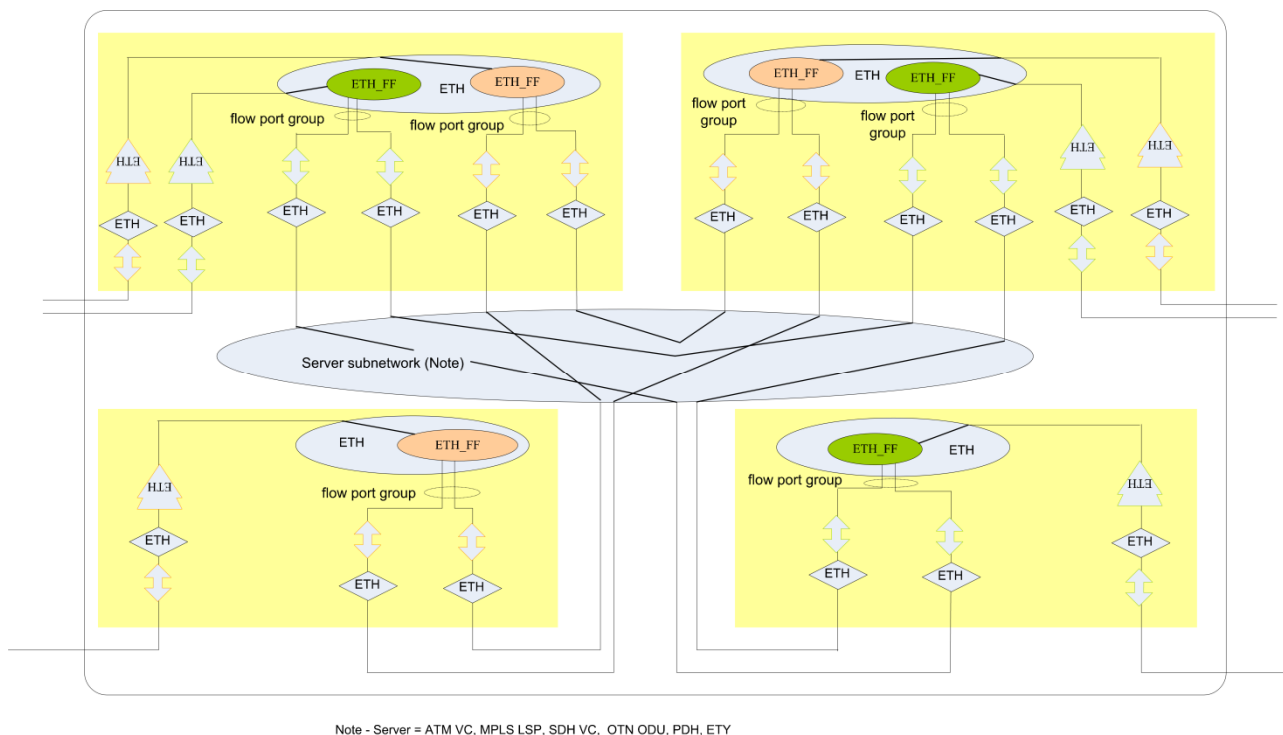 ETH_FF
ETH
ETH_FF
flow port group
flow port group
ETH
ETH
ETH
ETH
ETH
ETH
ETH
ETH
ETH_FF
ETH
ETH_FF
flow port
group
flow port
group
ETH
ETH
ETH
ETH
ETH
ETH
ETH
ETH
Server subnetwork (Note)
ETH
ETH_FF
flow port group
ETH
ETH
ETH
ETH
ETH_FF
ETH
flow port group
ETH
ETH
ETH
ETH
Note - Server = ATM VC, MPLS LSP, SDH VC, OTN ODU, PDH, ETY